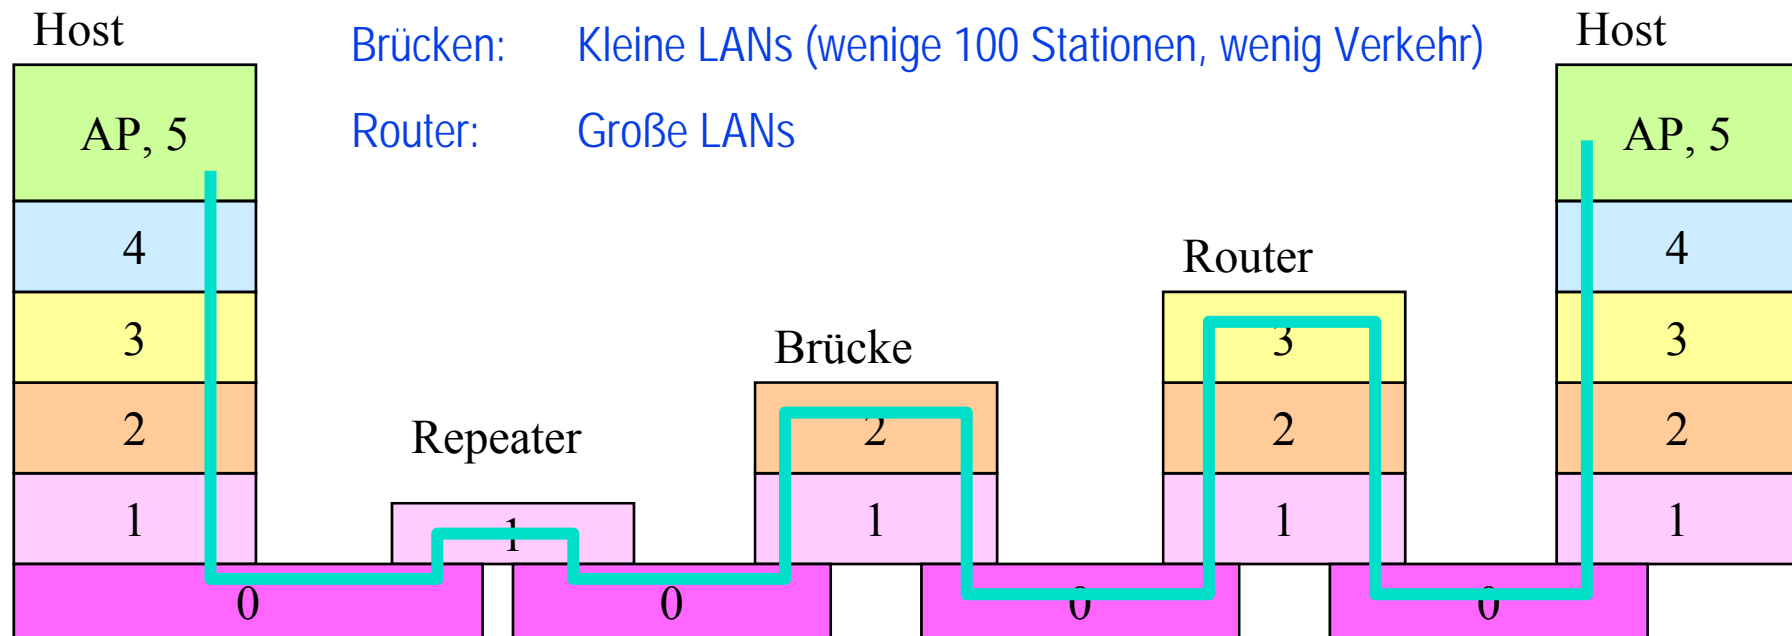 Host
Brücken: Kleine LANs (wenige 100 Stationen, wenig Verkehr)
Host
Router: Große LANs
AP, 5
AP, 5
4
4
Router
3
3
3
Brücke
2
2
2
2
Repeater
1
1
1
1
1
0
0
0
0